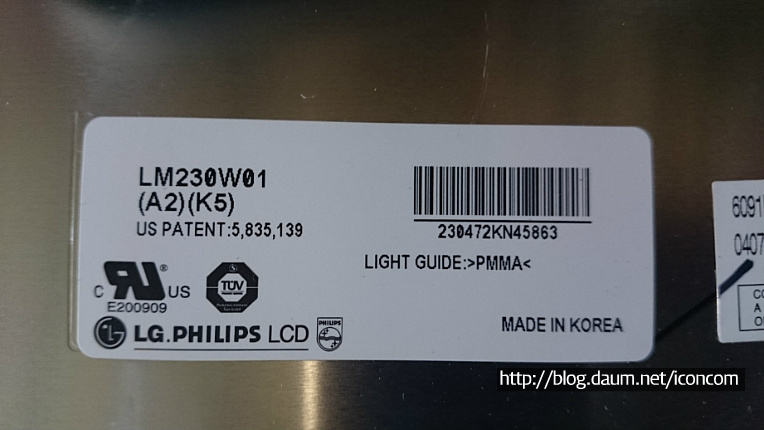 LM230W01
(A2)(K5)
US PATENT:5,835,139
230472KN45863
LIGHT GUIDE:>PMMA<
C RU ® US
E200909
TÜV
LG.PHILIPS LCD
PHILIPS
MADE IN KOREA
6091
0407
http://blog.daum.net/iconcom